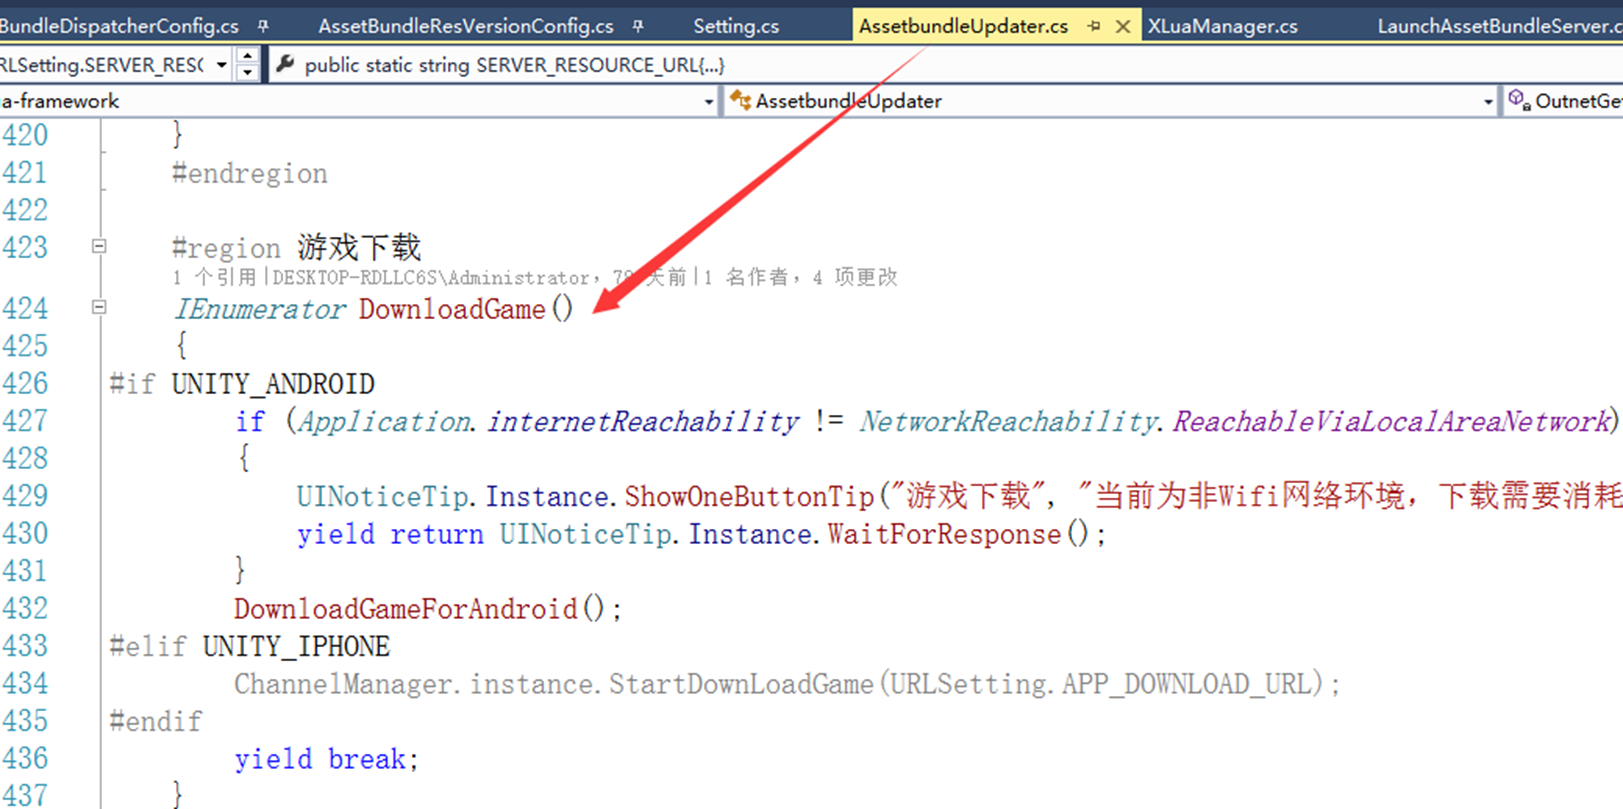 BundleDispatcherConfig.cs AssetBundleResVersionConfig.cs Setting.cs AssetbundleUpdater.cs XLuaManager.cs LaunchAssetBundleServer.c
RLSetting.SERVER_RESC public static string SERVER_RESOURCE_URL{...}
a-framework AssetbundleUpdater OutnetGe
420 }
421 #endregion
422
423 #region 游戏下载
1 个引用|DESKTOP-RDLLC6S\Administrator, 天前|1 名作者, 4 项更改
424 IEnumerator DownloadGame()
425 {
426 #if UNITY_ANDROID
427 if (Application.internetReachability != NetworkReachability.ReachableViaLocalAreaNetwork)
428 {
429 UINoticeTip.Instance.ShowOneButtonTip("游戏下载", "当前为非Wifi网络环境，下载需要消耗
430 yield return UINoticeTip.Instance.WaitForResponse();
431 }
432 DownloadGameForAndroid();
433 #elif UNITY_IPHONE
434 ChannelManager.instance.StartDownLoadGame(URLSetting.APP_DOWNLOAD_URL);
435 #endif
436 yield break;
437 }